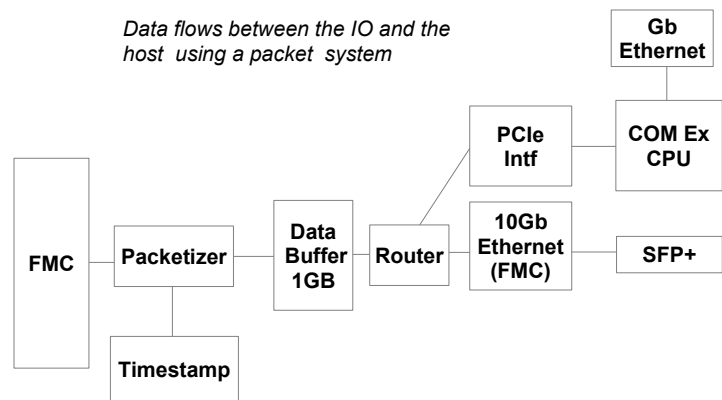 Data flows between the IO and the
host using a packet system
Gb
Ethernet
PCIe
Intf
COM Ex
CPU
FMC
Packetizer
Data
Buffer
1GB
Router
10Gb
Ethernet
(FMC)
SFP+
Timestamp